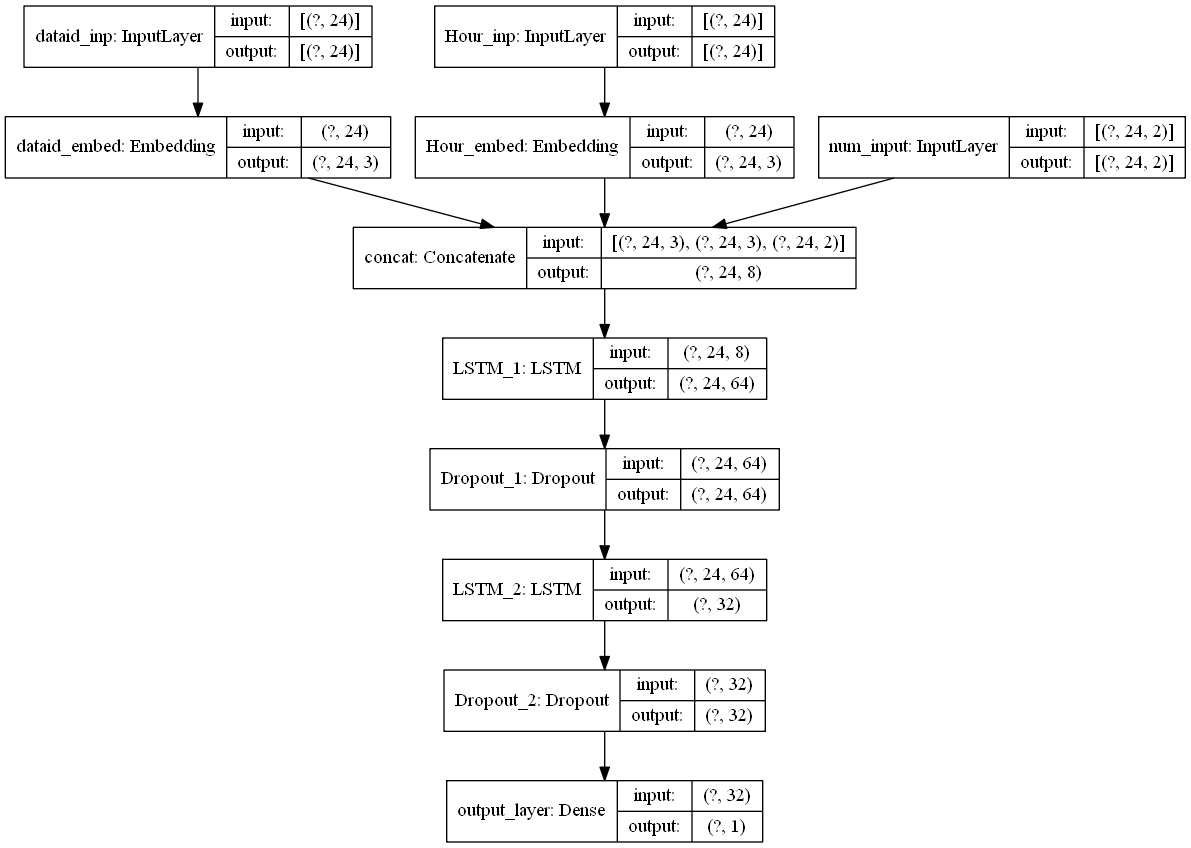 dataid_inp: InputLayer
input:
[(?, 24)]
output:
[(?, 24)]
Hour_inp: InputLayer
input:
[(?, 24)]
output:
[(?, 24)]
dataid_embed: Embedding
input:
(?, 24)
output:
(?, 24, 3)
Hour_embed: Embedding
input:
(?, 24)
output:
(?, 24, 3)
num_input: InputLayer
input:
[(?, 24, 2)]
output:
[(?, 24, 2)]
concat: Concatenate
input:
[(?, 24, 3), (?, 24, 3), (?, 24, 2)]
output:
(?, 24, 8)
LSTM_1: LSTM
input:
(?, 24, 8)
output:
(?, 24, 64)
Dropout_1: Dropout
input:
(?, 24, 64)
output:
(?, 24, 64)
LSTM_2: LSTM
input:
(?, 24, 64)
output:
(?, 32)
Dropout_2: Dropout
input:
(?, 32)
output:
(?, 32)
output_layer: Dense
input:
(?, 32)
output:
(?, 1)